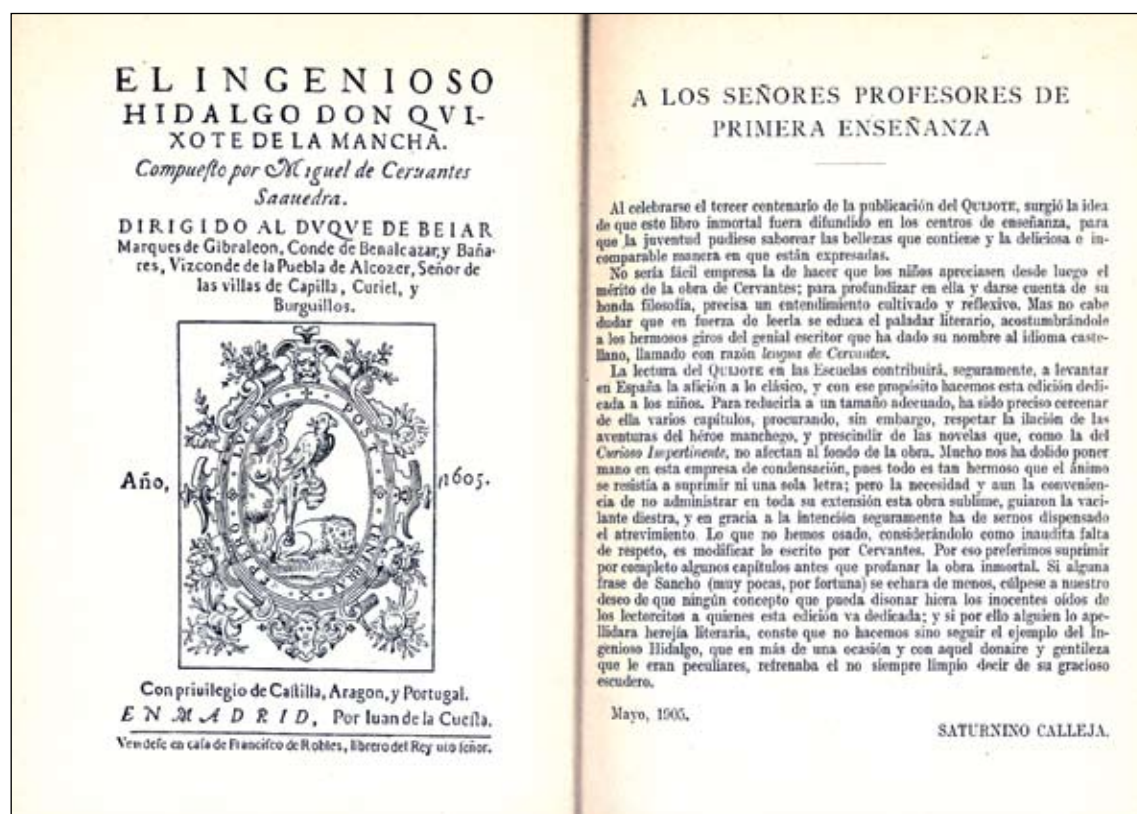 EL INGENIOSO
HIDALGO DON QVI-
XOTE DE LA MANCHA.
Compuesto por Miguel de Ceruantes
Saauedra.
DIRIGIDO AL DVQVE DE BEIAR
Marques de Gibraleon, Conde de Benalcazar, y Baña-
res, Vizconde de la Puebla de Alcozer, Señor de
las villas de Capilla, Curiel, y
Burguillos.
Año, 1605.
Con priuilegio de Castilla, Aragon, y Portugal.
EN MADRID, Por Iuan de la Cuesta.
Vendese en casa de Francisco de Robles, librero del Rey nro señor.
A LOS SEÑORES PROFESORES DE
PRIMERA ENSEÑANZA
Al celebrarse el tercer centenario de la publicación del QUIJOTE, surgió la idea
de que este libro inmortal fuera difundido en los centros de enseñanza, para
que la juventud pudiese saborear las bellezas que contiene y la deliciosa e in-
comparable manera en que están expresadas.
No sería fácil empresa la de hacer que los niños apreciasen desde luego el
mérito de la obra de Cervantes; para profundizar en ella y darse cuenta de su
honda filosofía, precisa un entendimiento cultivado y reflexivo. Mas no cabe
dudar que en fuerza de leerla se educa el paladar literario, acostumbrándole
a los hermosos giros del genial escritor que ha dado su nombre al idioma caste-
llano, llamado con razón lengua de Cervantes.
La lectura del QUIJOTE en las Escuelas contribuirá, seguramente, a levantar
en España la afición a lo clásico, y con ese propósito hacemos esta edición dedi-
cada a los niños. Para reducirla a un tamaño adecuado, ha sido preciso cercenar
de ella varios capítulos, procurando, sin embargo, respetar la ilación de las
aventuras del héroe manchego, y prescindir de las novelas que, como la del
Curioso Impertinente, no afectan al fondo de la obra. Mucho nos ha dolido poner
mano en esta empresa de condensación, pues todo es tan hermoso que el ánimo
se resistía a suprimir ni una sola letra; pero la necesidad y aun la convenien-
cia de no administrar en toda su extensión esta obra sublime, guiaron la vaci-
lante diestra, y en gracia a la intención seguramente ha de sernos dispensado
el atrevimiento. Lo que no hemos osado, considerándolo como inaudita falta
de respeto, es modificar lo escrito por Cervantes. Por eso preferimos suprimir
por completo algunos capítulos antes que profanar la obra inmortal. Si alguna
frase de Sancho (muy pocas, por fortuna) se echara de menos, cúlpese a nuestro
deseo de que ningún concepto que pueda disonar hiera los inocentes oídos de
los lectorcitos a quienes esta edición va dedicada; y si por ello alguien lo ape-
llidara herejía literaria, conste que no hacemos sino seguir el ejemplo del In-
genioso Hidalgo, que en más de una ocasión y con aquel donaire y gentileza
que le eran peculiares, refrenaba el no siempre limpio decir de su gracioso
escudero.
Mayo, 1905.
SATURNINO CALLEJA.